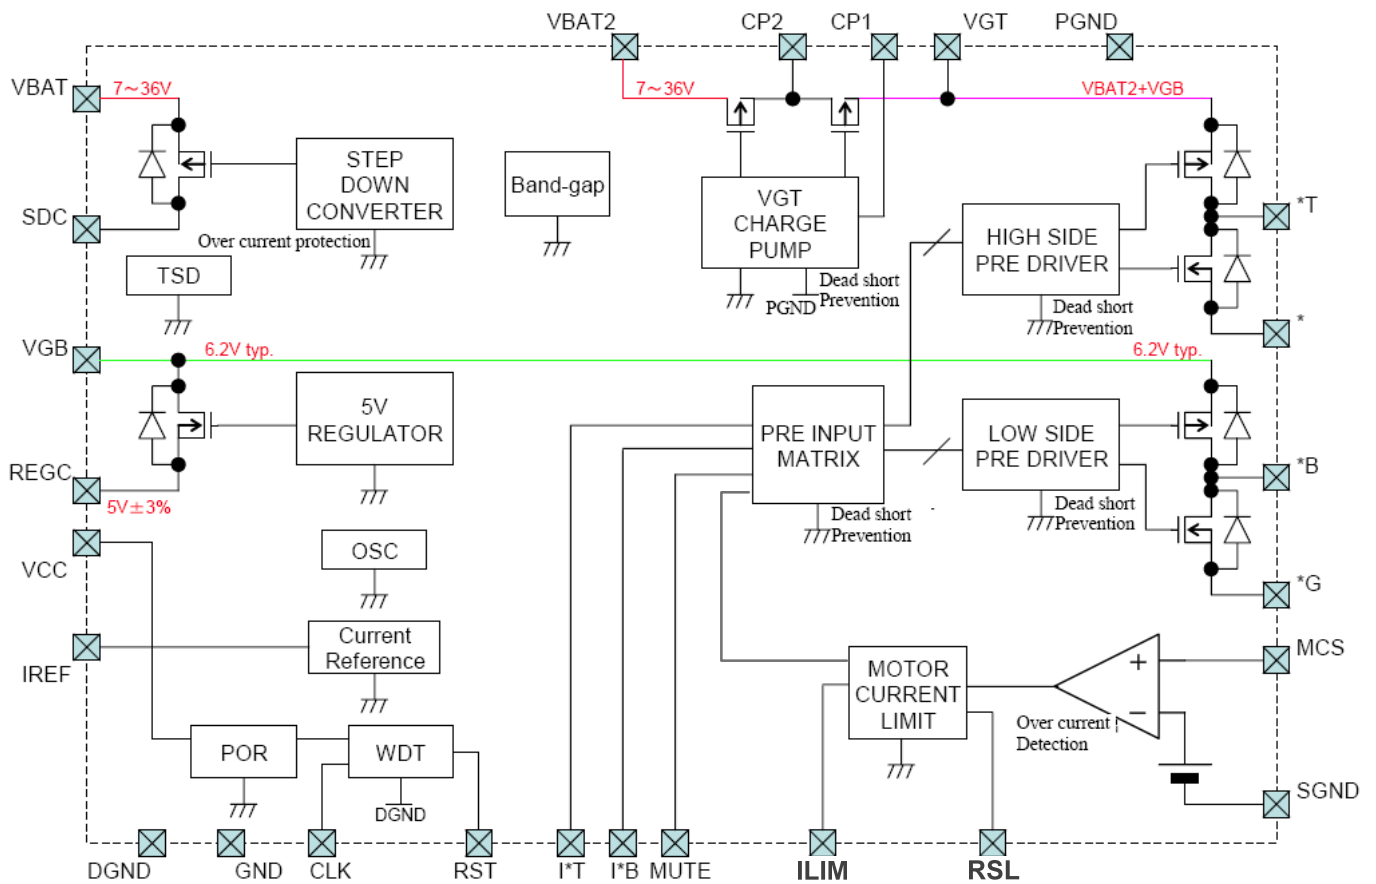 VBAT2
CP2
CP1
VGT
PGND
VBAT
7~36V
7~36V
VBAT2+VGB
STEP
DOWN
CONVERTER
Band-gap
VGT
CHARGE
PUMP
HIGH SIDE
PRE DRIVER
*T
SDC
Over current protection
TSD
Dead short
Prevention
PGND
Dead short
Prevention
*
VGB
6.2V typ.
6.2V typ.
5V
REGULATOR
PRE INPUT
MATRIX
LOW SIDE
PRE DRIVER
*B
REGC
5V±3%
Dead short
Prevention
Dead short
Prevention
VCC
OSC
*G
IREF
Current
Reference
MOTOR
CURRENT
LIMIT
+
−
MCS
Over current
Detection
POR
WDT
DGND
SGND
DGND
GND
CLK
RST
I*T
I*B
MUTE
ILIM
RSL